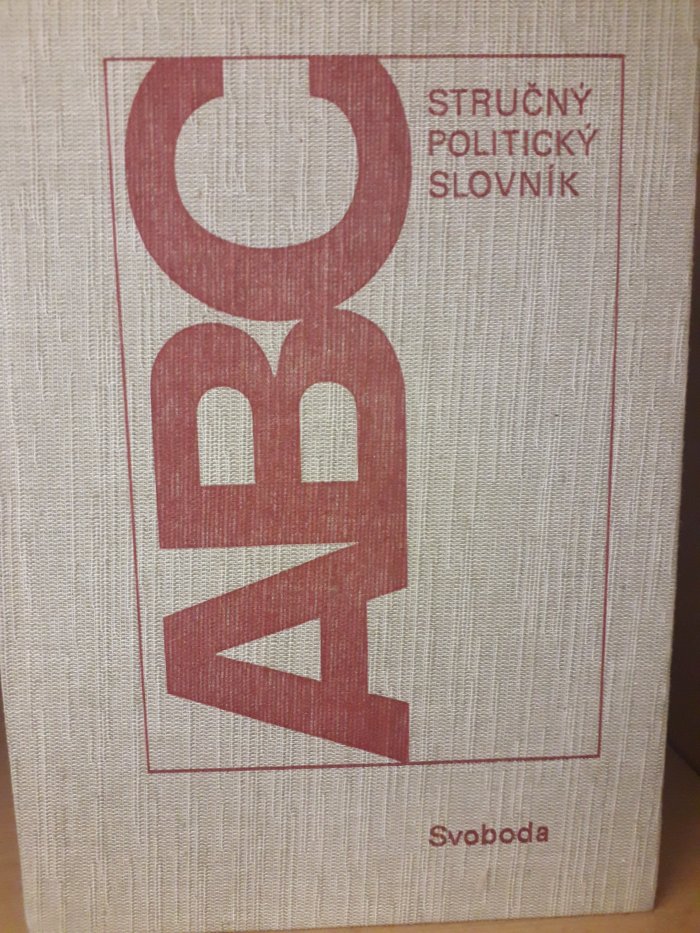 ABC
STRUČNÝ
POLITICKÝ
SLOVNÍK
Svoboda